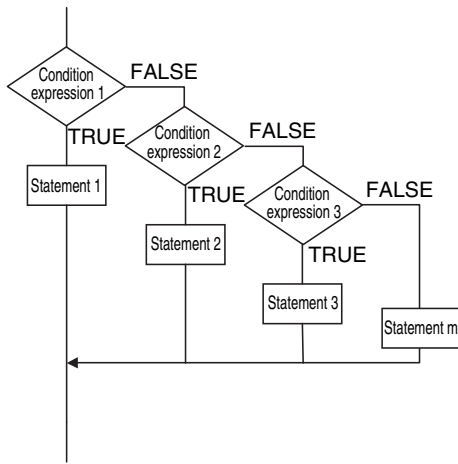 Condition
expression 1
FALSE
TRUE
Statement 1
Condition
expression 2
FALSE
TRUE
Statement 2
Condition
expression 3
FALSE
TRUE
Statement 3
Statement m